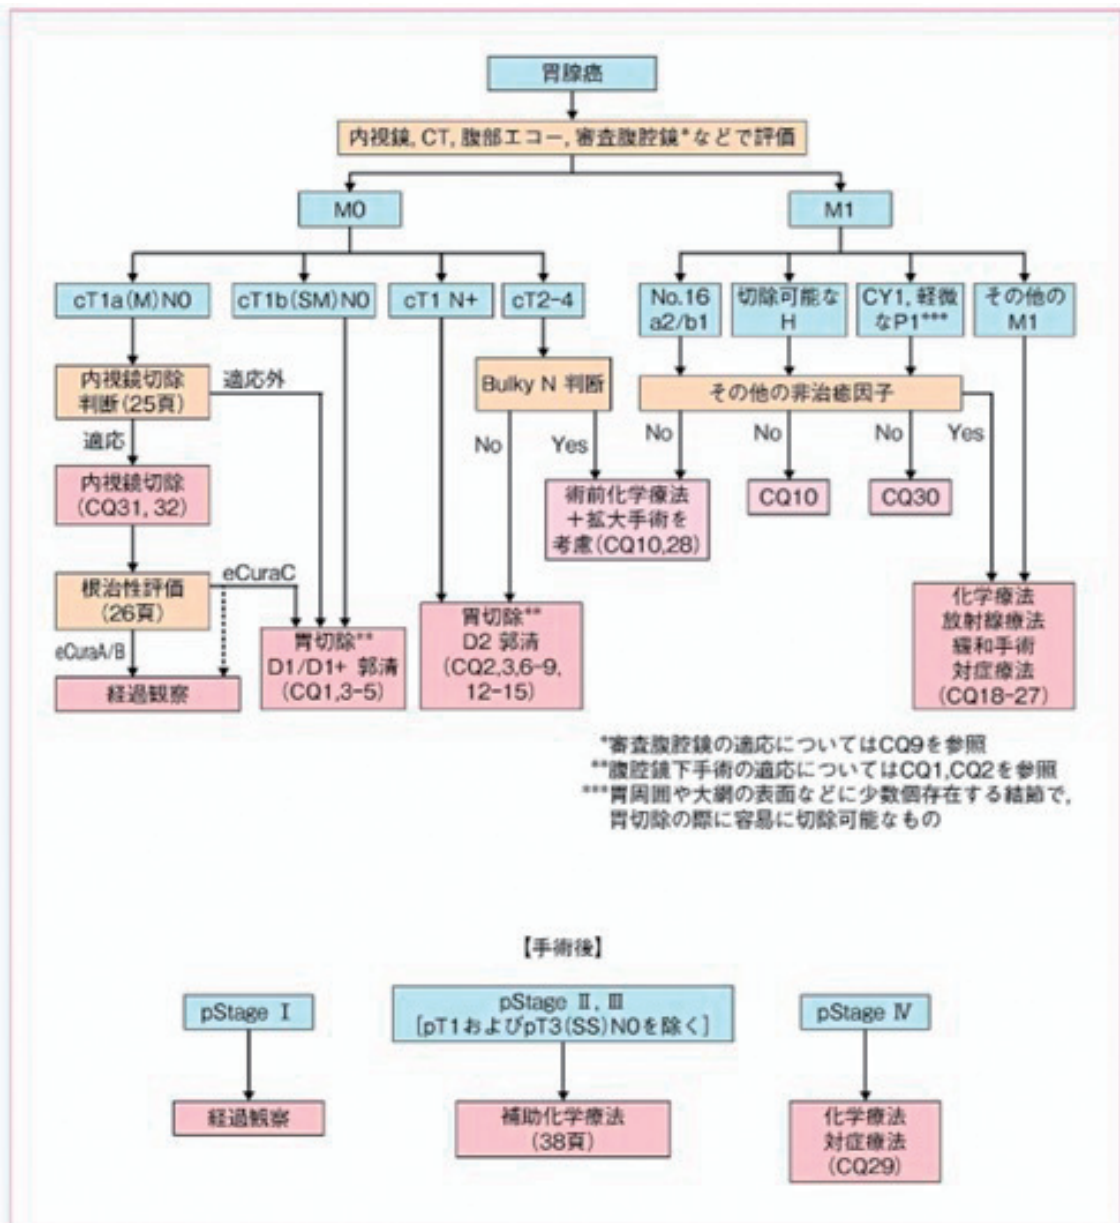 胃腺癌
内視鏡, CT, 腹部エコー, 審査腹腔鏡*などで評価
M0
M1
cT1a(M)N0
cT1b(SM)N0
cT1 N+
cT2-4
No.16
a2/b1
切除可能な
H
CY1, 軽微
なP1***
その他の
M1
内視鏡切除
判断(25頁)
適応外
Bulky N 判断
その他の非治癒因子
適応
No
Yes
No
No
No
Yes
内視鏡切除
(CQ31, 32)
術前化学療法
+拡大手術を
考慮(CQ10,28)
CQ10
CQ30
根治性評価
(26頁)
eCuraC
eCuraA/B
経過観察
胃切除**
D1/D1+ 郭清
(CQ1,3-5)
胃切除**
D2 郭清
(CQ2,3,6-9,
12-15)
化学療法
放射線療法
緩和手術
対症療法
(CQ18-27)
*審査腹腔鏡の適応についてはCQ9を参照
**腹腔鏡下手術の適応についてはCQ1,CQ2を参照
***胃周囲や大網の表面などに少数個存在する結節で,
胃切除の際に容易に切除可能なもの
【手術後】
pStage Ⅰ
pStage Ⅱ, Ⅲ
[pT1およびpT3(SS)N0を除く]
pStage Ⅳ
経過観察
補助化学療法
(38頁)
化学療法
対症療法
(CQ29)